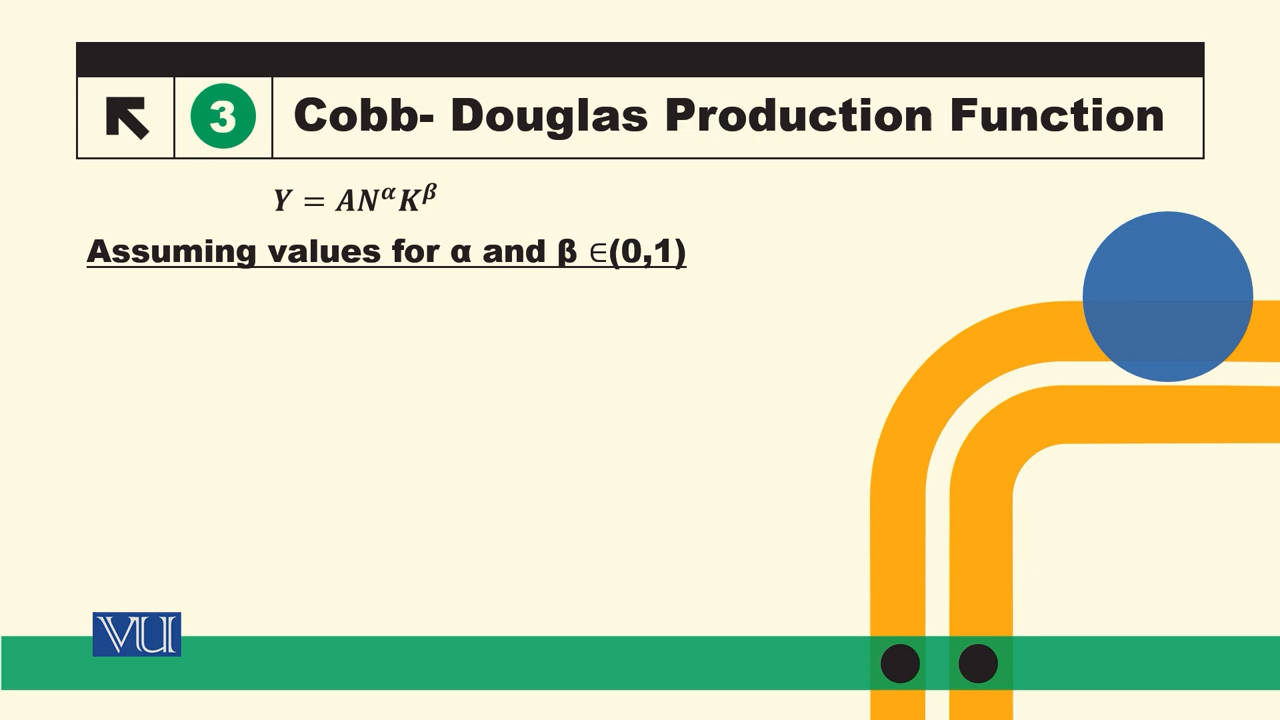 3
Cobb- Douglas Production Function
Y = AN^α K^β
Assuming values for α and β ∈(0,1)
VU